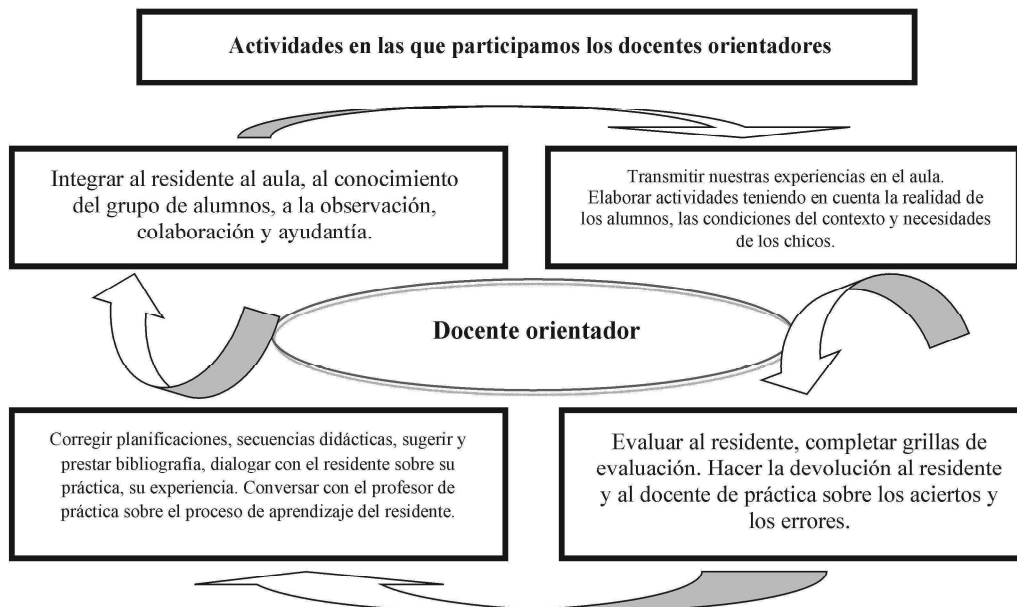 Actividades en las que participamos los docentes orientadores
Integrar al residente al aula, al conocimiento
del grupo de alumnos, a la observación,
colaboración y ayudantía.
Transmitir nuestras experiencias en el aula.
Elaborar actividades teniendo en cuenta la realidad de
los alumnos, las condiciones del contexto y necesidades
de los chicos.
Docente orientador
Corregir planificaciones, secuencias didácticas, sugerir y
prestar bibliografía, dialogar con el residente sobre su
práctica, su experiencia. Conversar con el profesor de
práctica sobre el proceso de aprendizaje del residente.
Evaluar al residente, completar grillas de
evaluación. Hacer la devolución al residente
y al docente de práctica sobre los aciertos y
los errores.